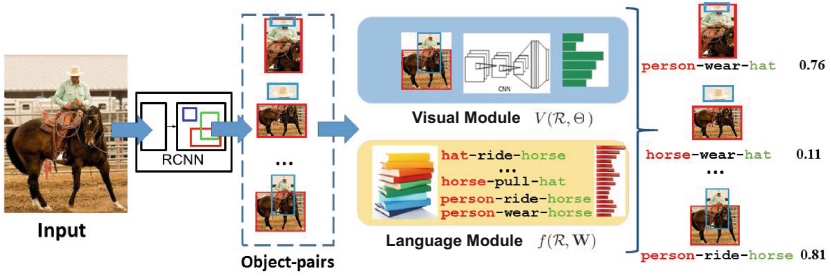 Input
RCNN
...
Object-pairs
CNN
Visual Module V(R, Θ)
hat-ride-horse
...
horse-pull-hat
person-ride-horse
person-wear-horse
Language Module f(R, W)
person-wear-hat 0.76
horse-wear-hat 0.11
...
person-ride-horse 0.81